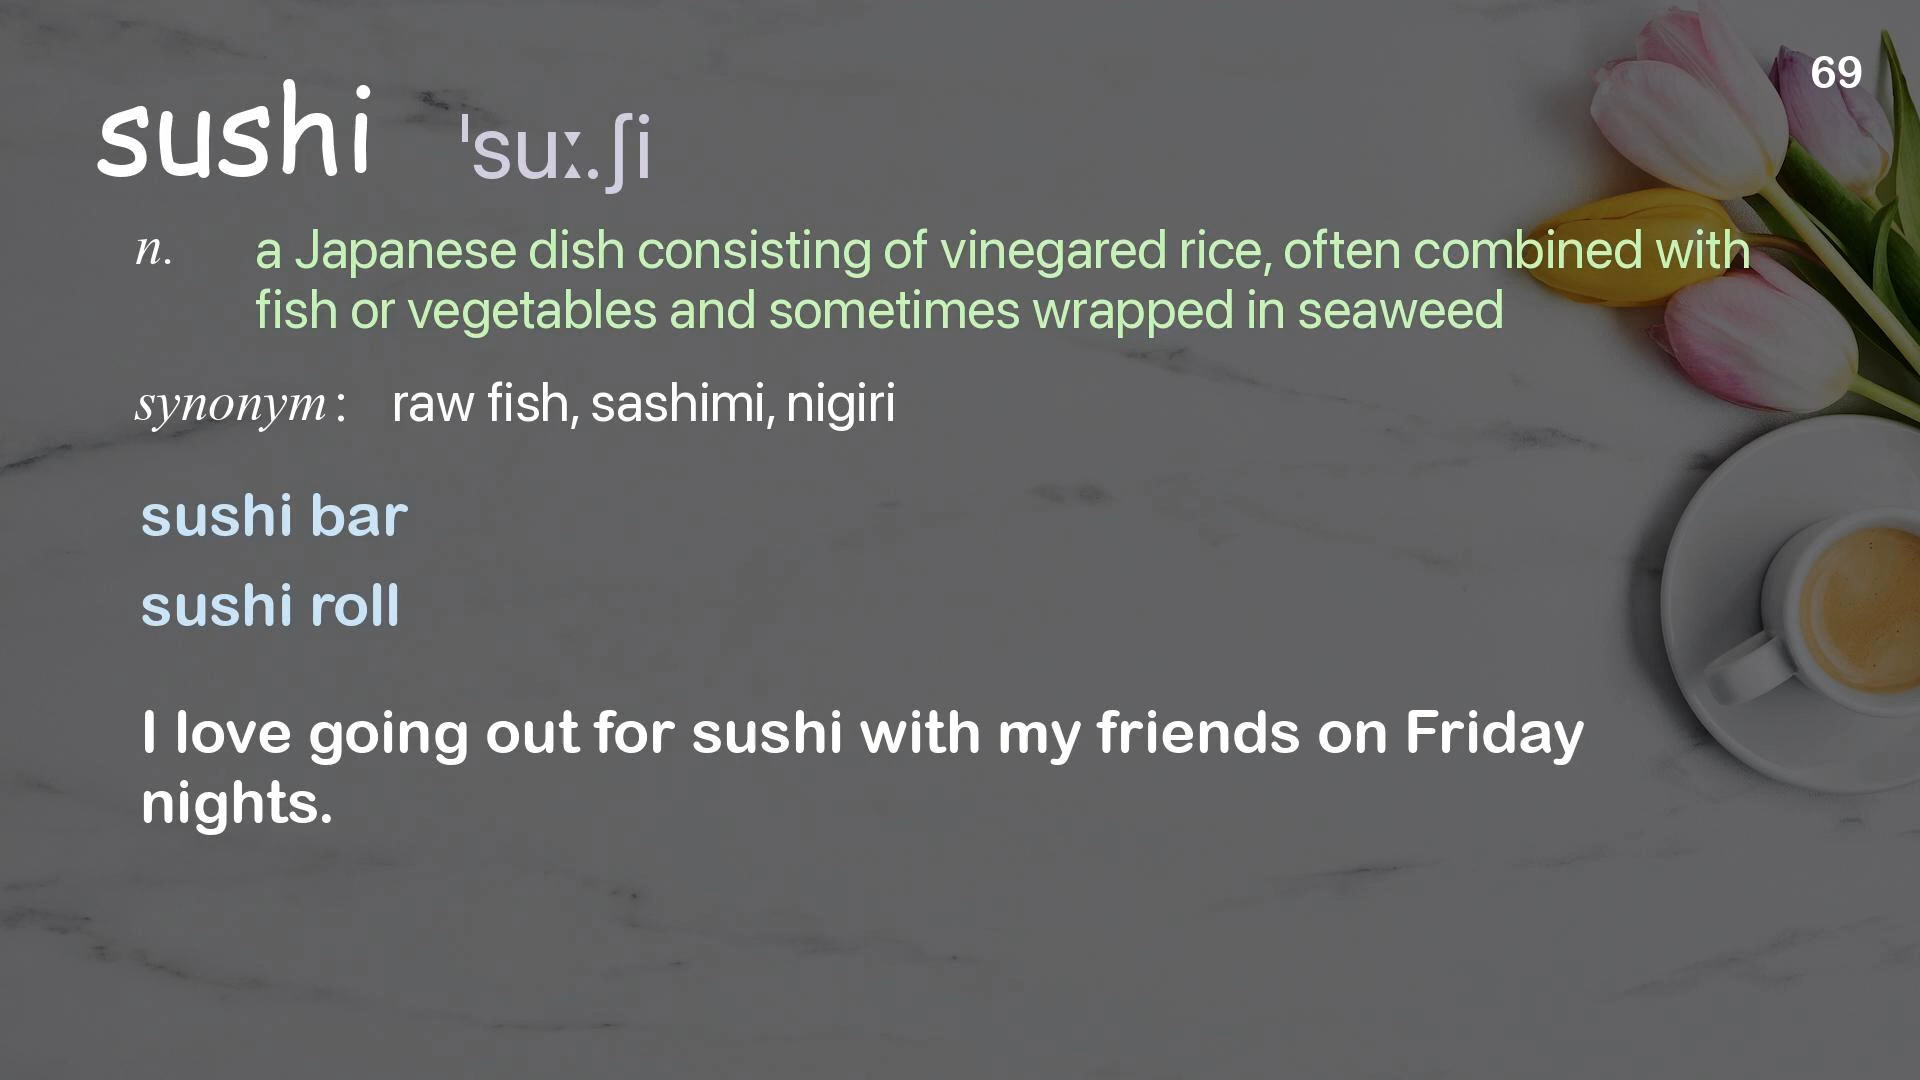 69
sushi ˈsuː.ʃi
n. a Japanese dish consisting of vinegared rice, often combined with
fish or vegetables and sometimes wrapped in seaweed
synonym: raw fish, sashimi, nigiri
sushi bar
sushi roll
I love going out for sushi with my friends on Friday
nights.